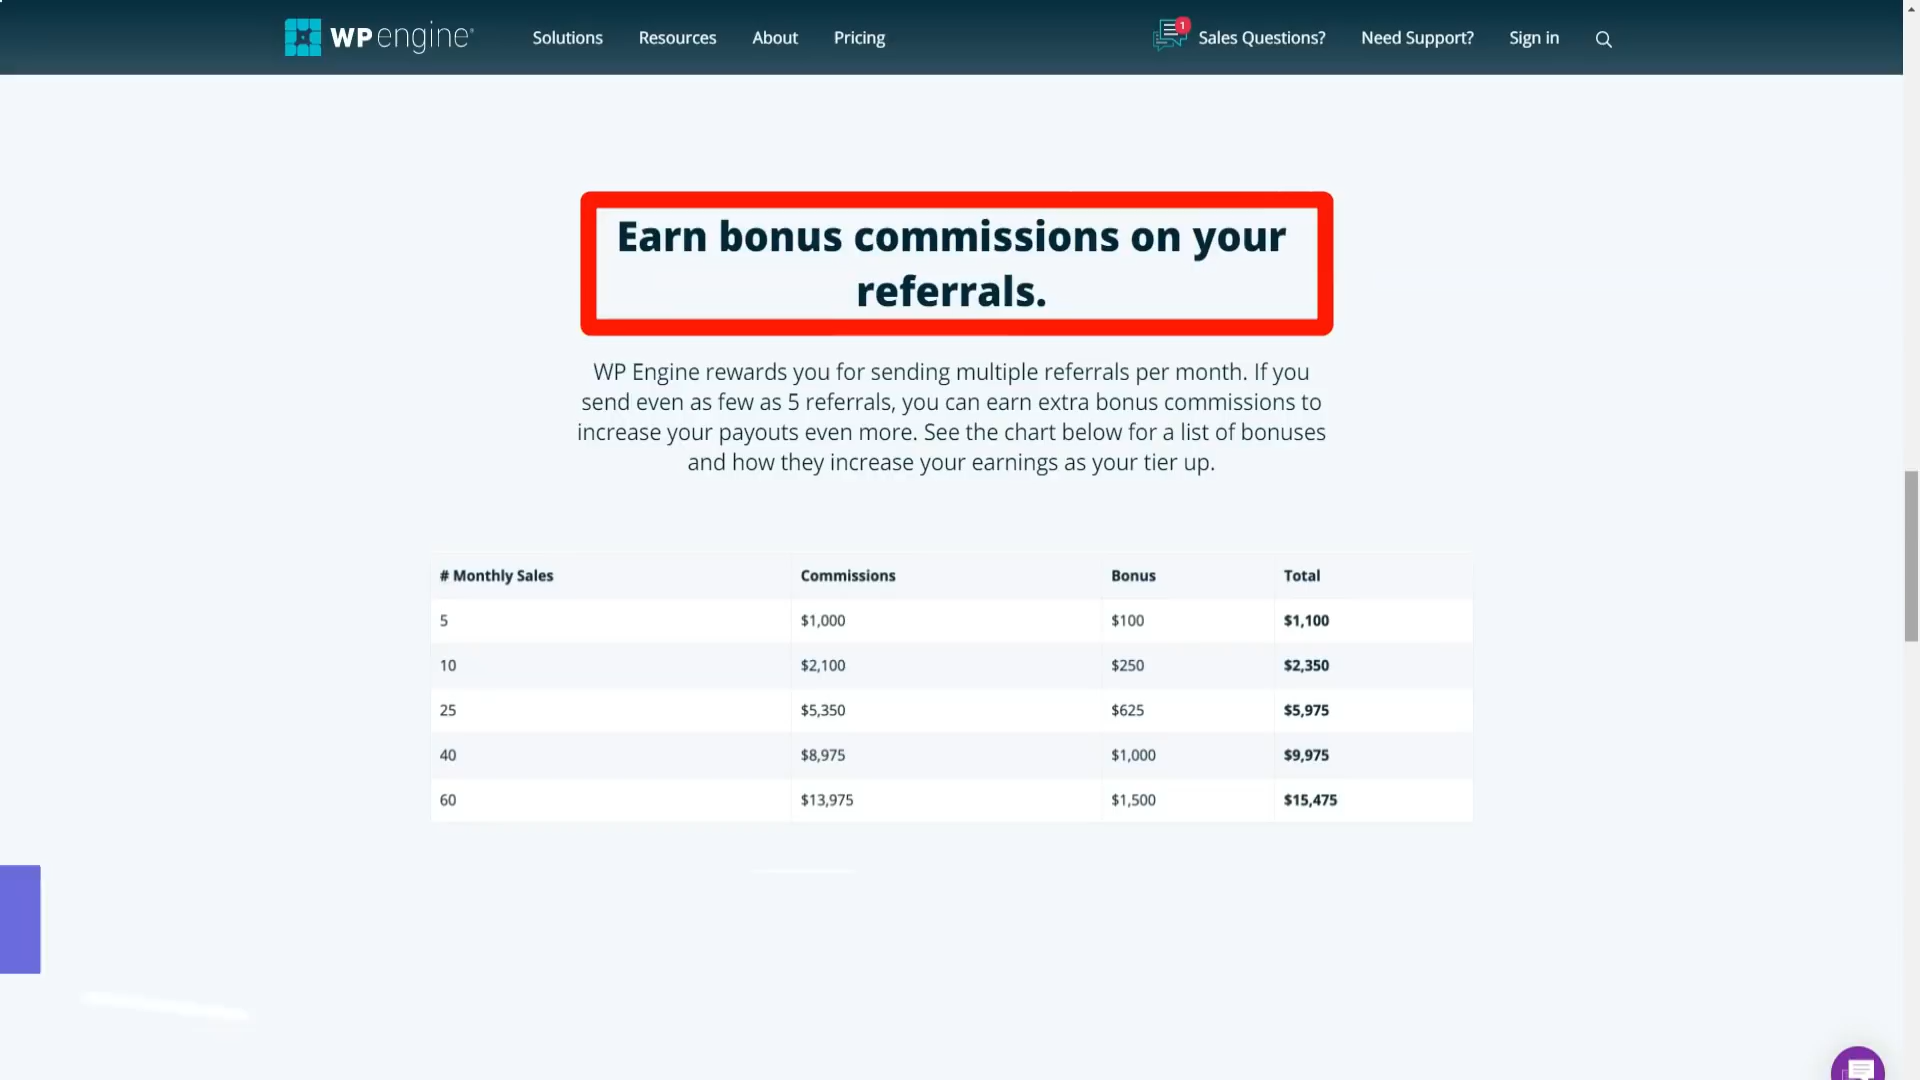 WP engine Solutions Resources About Pricing 1 Sales Questions? Need Support? Sign in
Earn bonus commissions on your
referrals.
WP Engine rewards you for sending multiple referrals per month. If you
send even as few as 5 referrals, you can earn extra bonus commissions to
increase your payouts even more. See the chart below for a list of bonuses
and how they increase your earnings as your tier up.
# Monthly Sales Commissions Bonus Total
5 $1,000 $100 $1,100
10 $2,100 $250 $2,350
25 $5,350 $625 $5,975
40 $8,975 $1,000 $9,975
60 $13,975 $1,500 $15,475